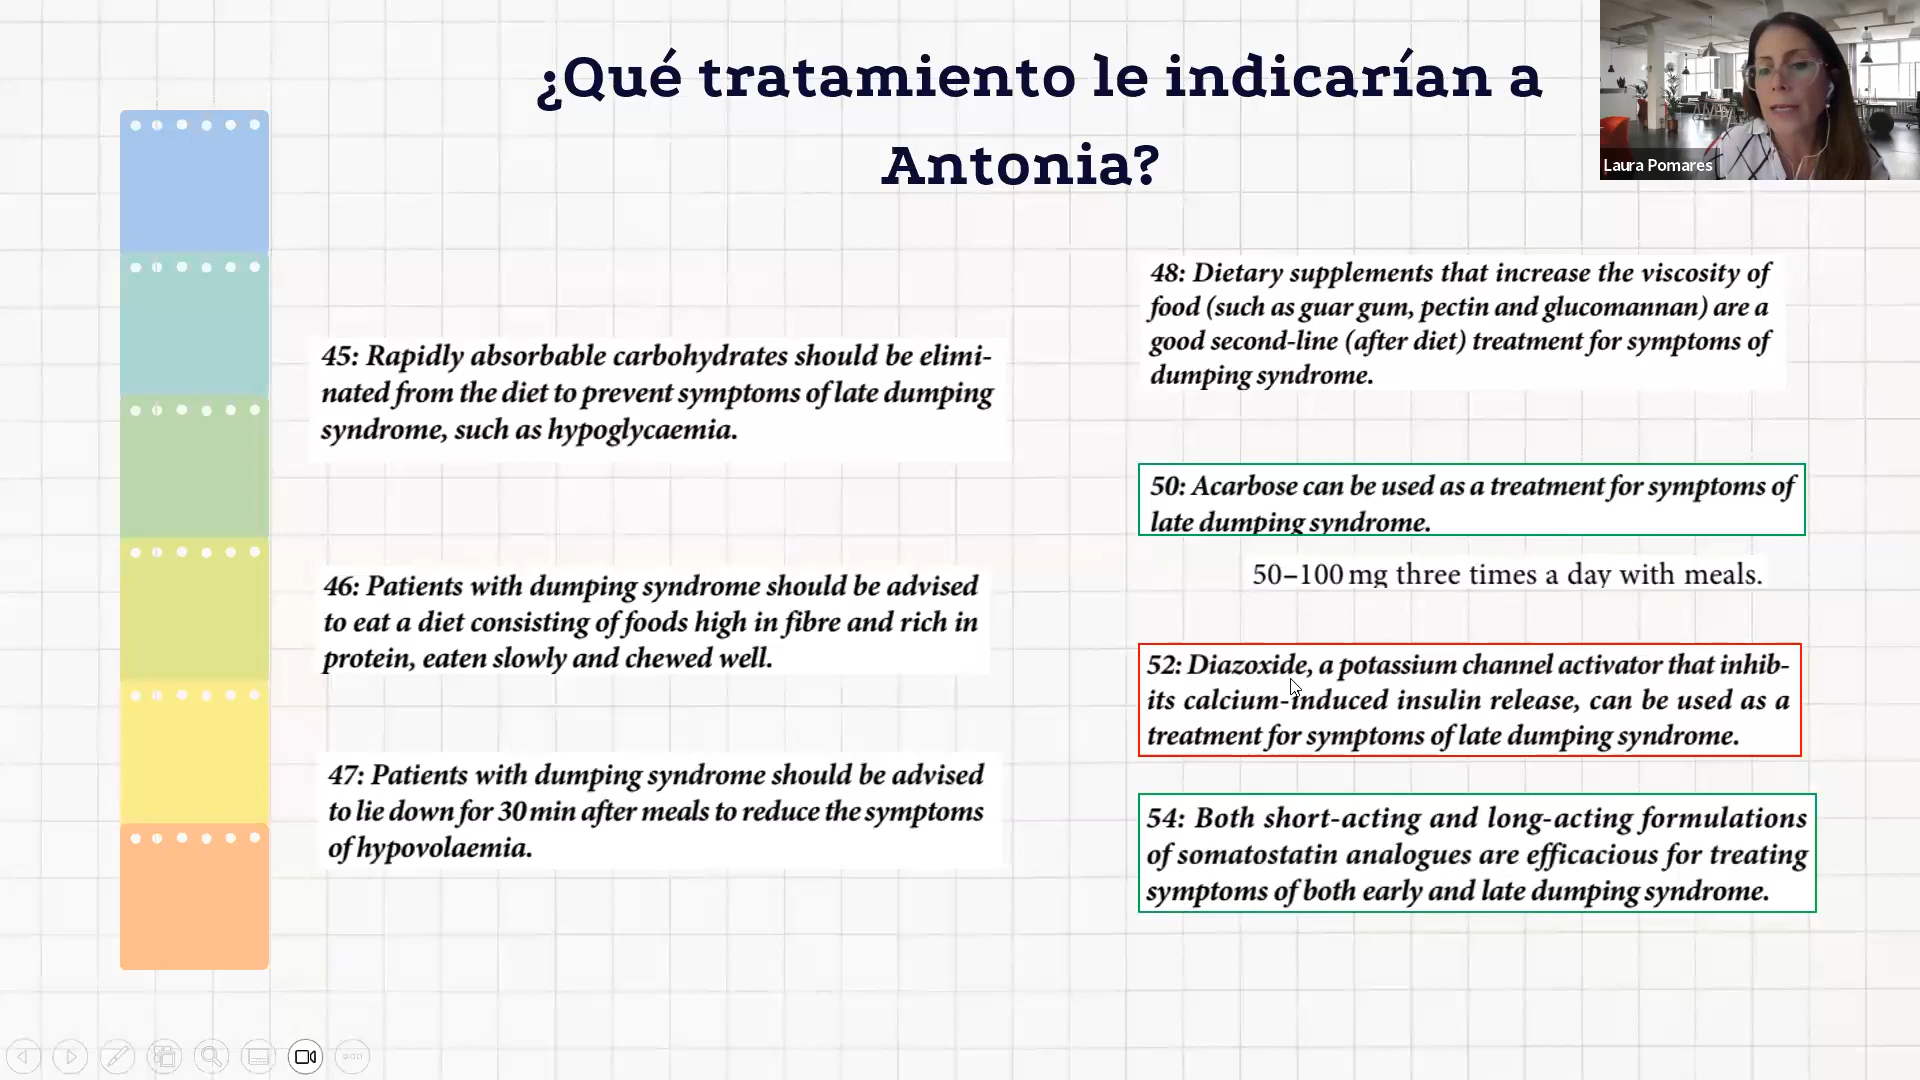 ¿Qué tratamiento le indicarían a
Antonia?
Laura Pomares
45: Rapidly absorbable carbohydrates should be elimi-
nated from the diet to prevent symptoms of late dumping
syndrome, such as hypoglycaemia.
46: Patients with dumping syndrome should be advised
to eat a diet consisting of foods high in fibre and rich in
protein, eaten slowly and chewed well.
47: Patients with dumping syndrome should be advised
to lie down for 30 min after meals to reduce the symptoms
of hypovolaemia.
48: Dietary supplements that increase the viscosity of
food (such as guar gum, pectin and glucomannan) are a
good second-line (after diet) treatment for symptoms of
dumping syndrome.
50: Acarbose can be used as a treatment for symptoms of
late dumping syndrome.
50–100 mg three times a day with meals.
52: Diazoxide, a potassium channel activator that inhib-
its calcium-induced insulin release, can be used as a
treatment for symptoms of late dumping syndrome.
54: Both short-acting and long-acting formulations
of somatostatin analogues are efficacious for treating
symptoms of both early and late dumping syndrome.